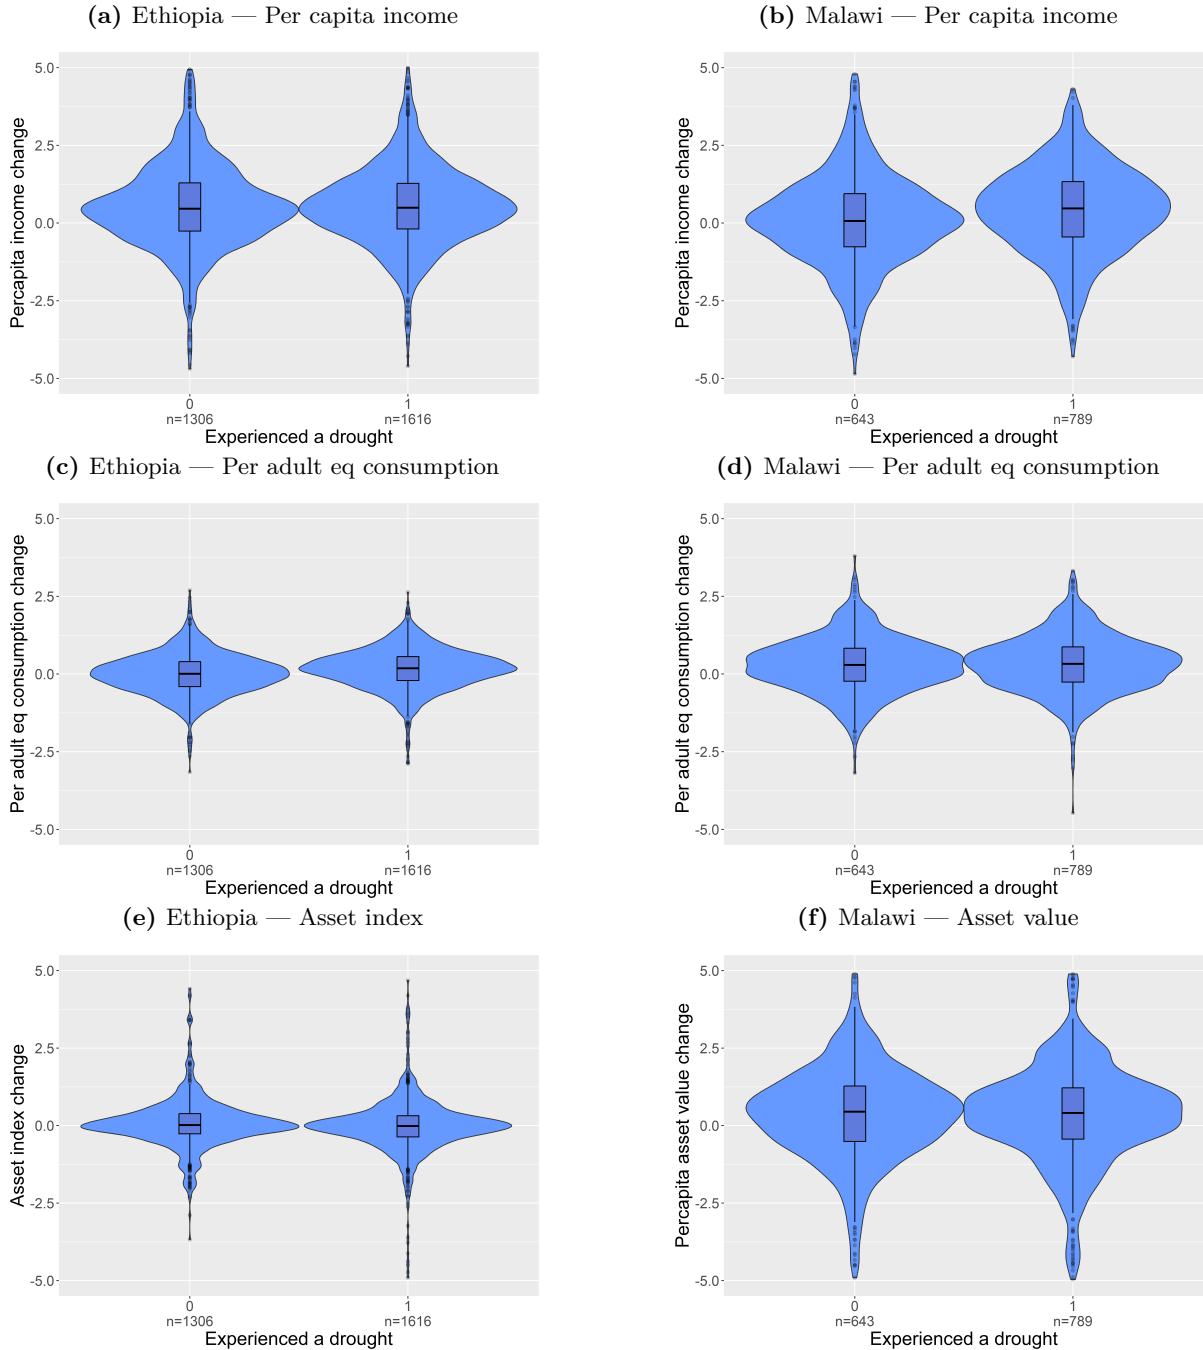 (a) Ethiopia — Per capita income
Percapita income change
5.0
2.5
0.0
-2.5
-5.0
0
n=1306
1
n=1616
Experienced a drought
(b) Malawi — Per capita income
Percapita income change
5.0
2.5
0.0
-2.5
-5.0
0
n=643
1
n=789
Experienced a drought
(c) Ethiopia — Per adult eq consumption
Per adult eq consumption change
5.0
2.5
0.0
-2.5
-5.0
0
n=1306
1
n=1616
Experienced a drought
(d) Malawi — Per adult eq consumption
Per adult eq consumption change
5.0
2.5
0.0
-2.5
-5.0
0
n=643
1
n=789
Experienced a drought
(e) Ethiopia — Asset index
Asset index change
5.0
2.5
0.0
-2.5
-5.0
0
n=1306
1
n=1616
Experienced a drought
(f) Malawi — Asset value
Percapita asset value change
5.0
2.5
0.0
-2.5
-5.0
0
n=643
1
n=789
Experienced a drought